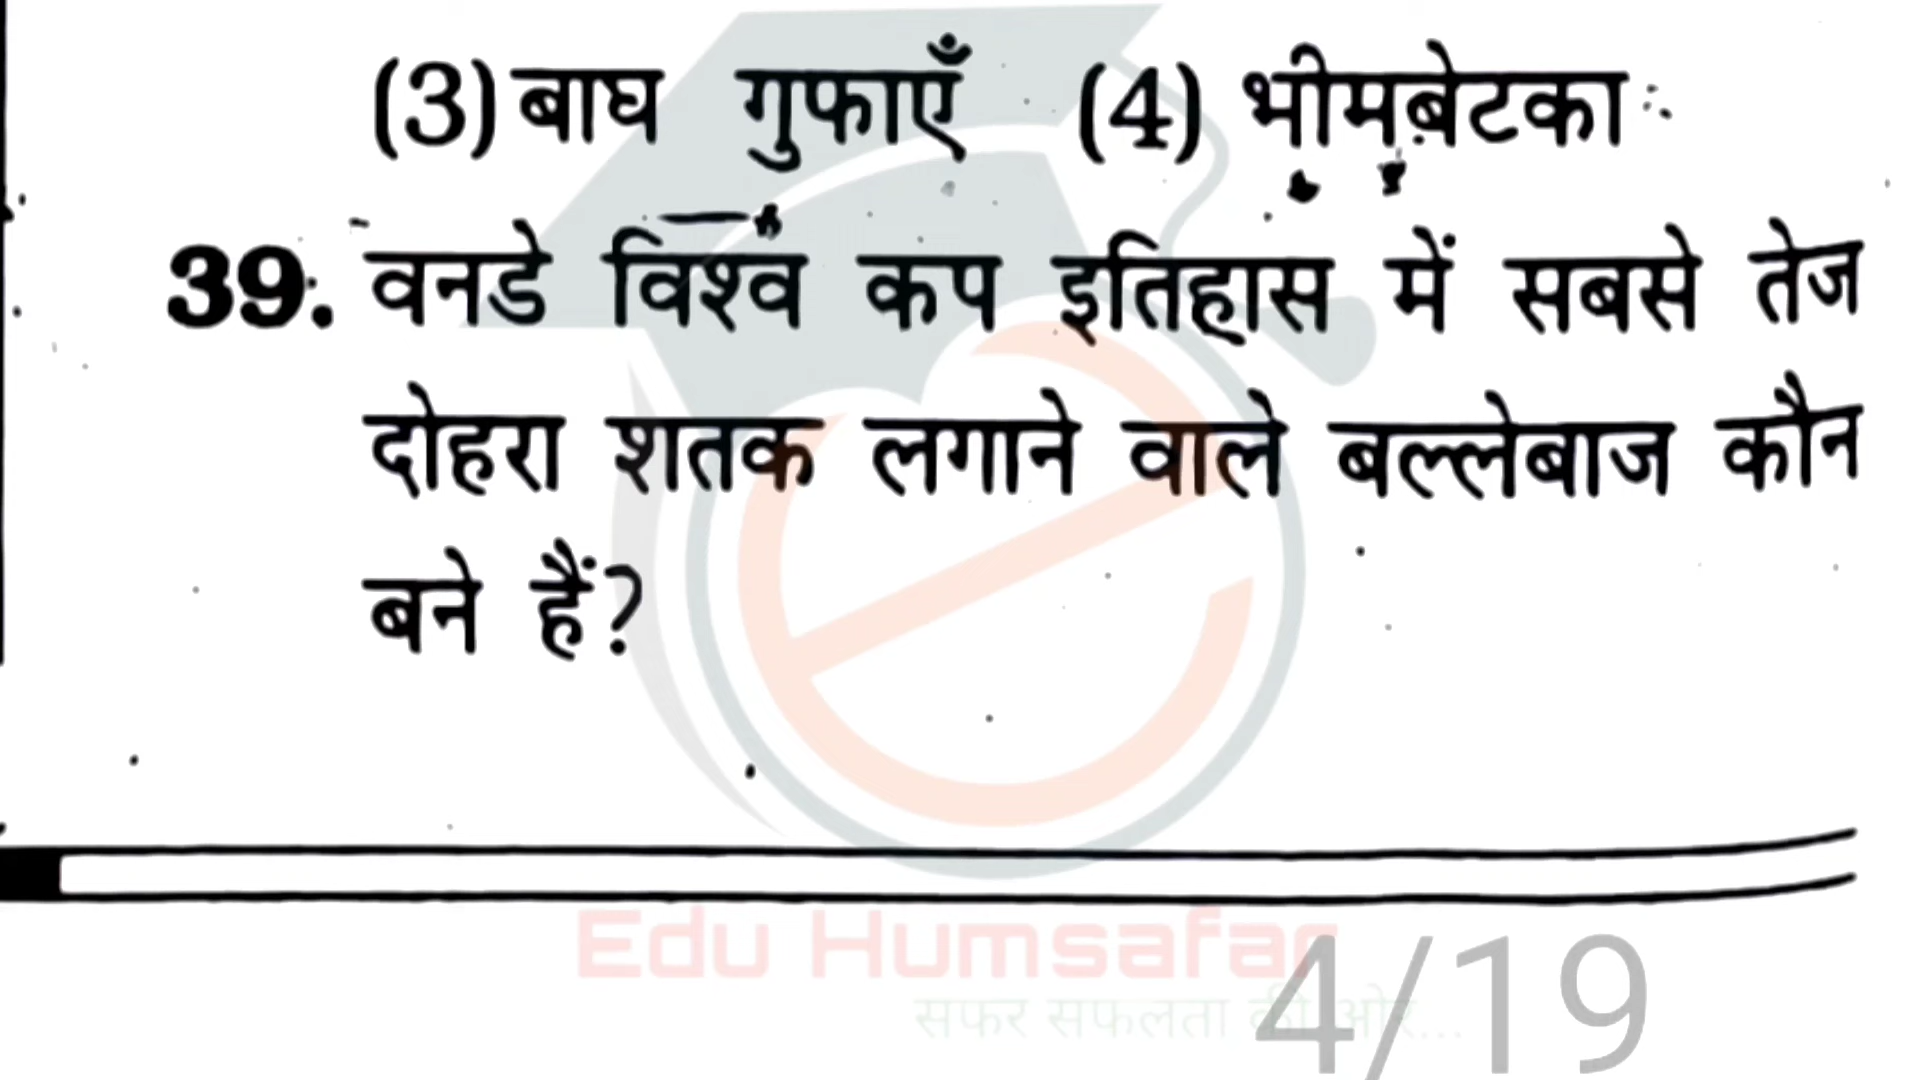 (3) बाघ गुफाएँ (4) भीमबेटका
39. वनडे विश्व कप इतिहास में सबसे तेज
दोहरा शतक लगाने वाले बल्लेबाज कौन
बने हैं?
Edu Humsafar
सफर सफलता की ओर...
4/19